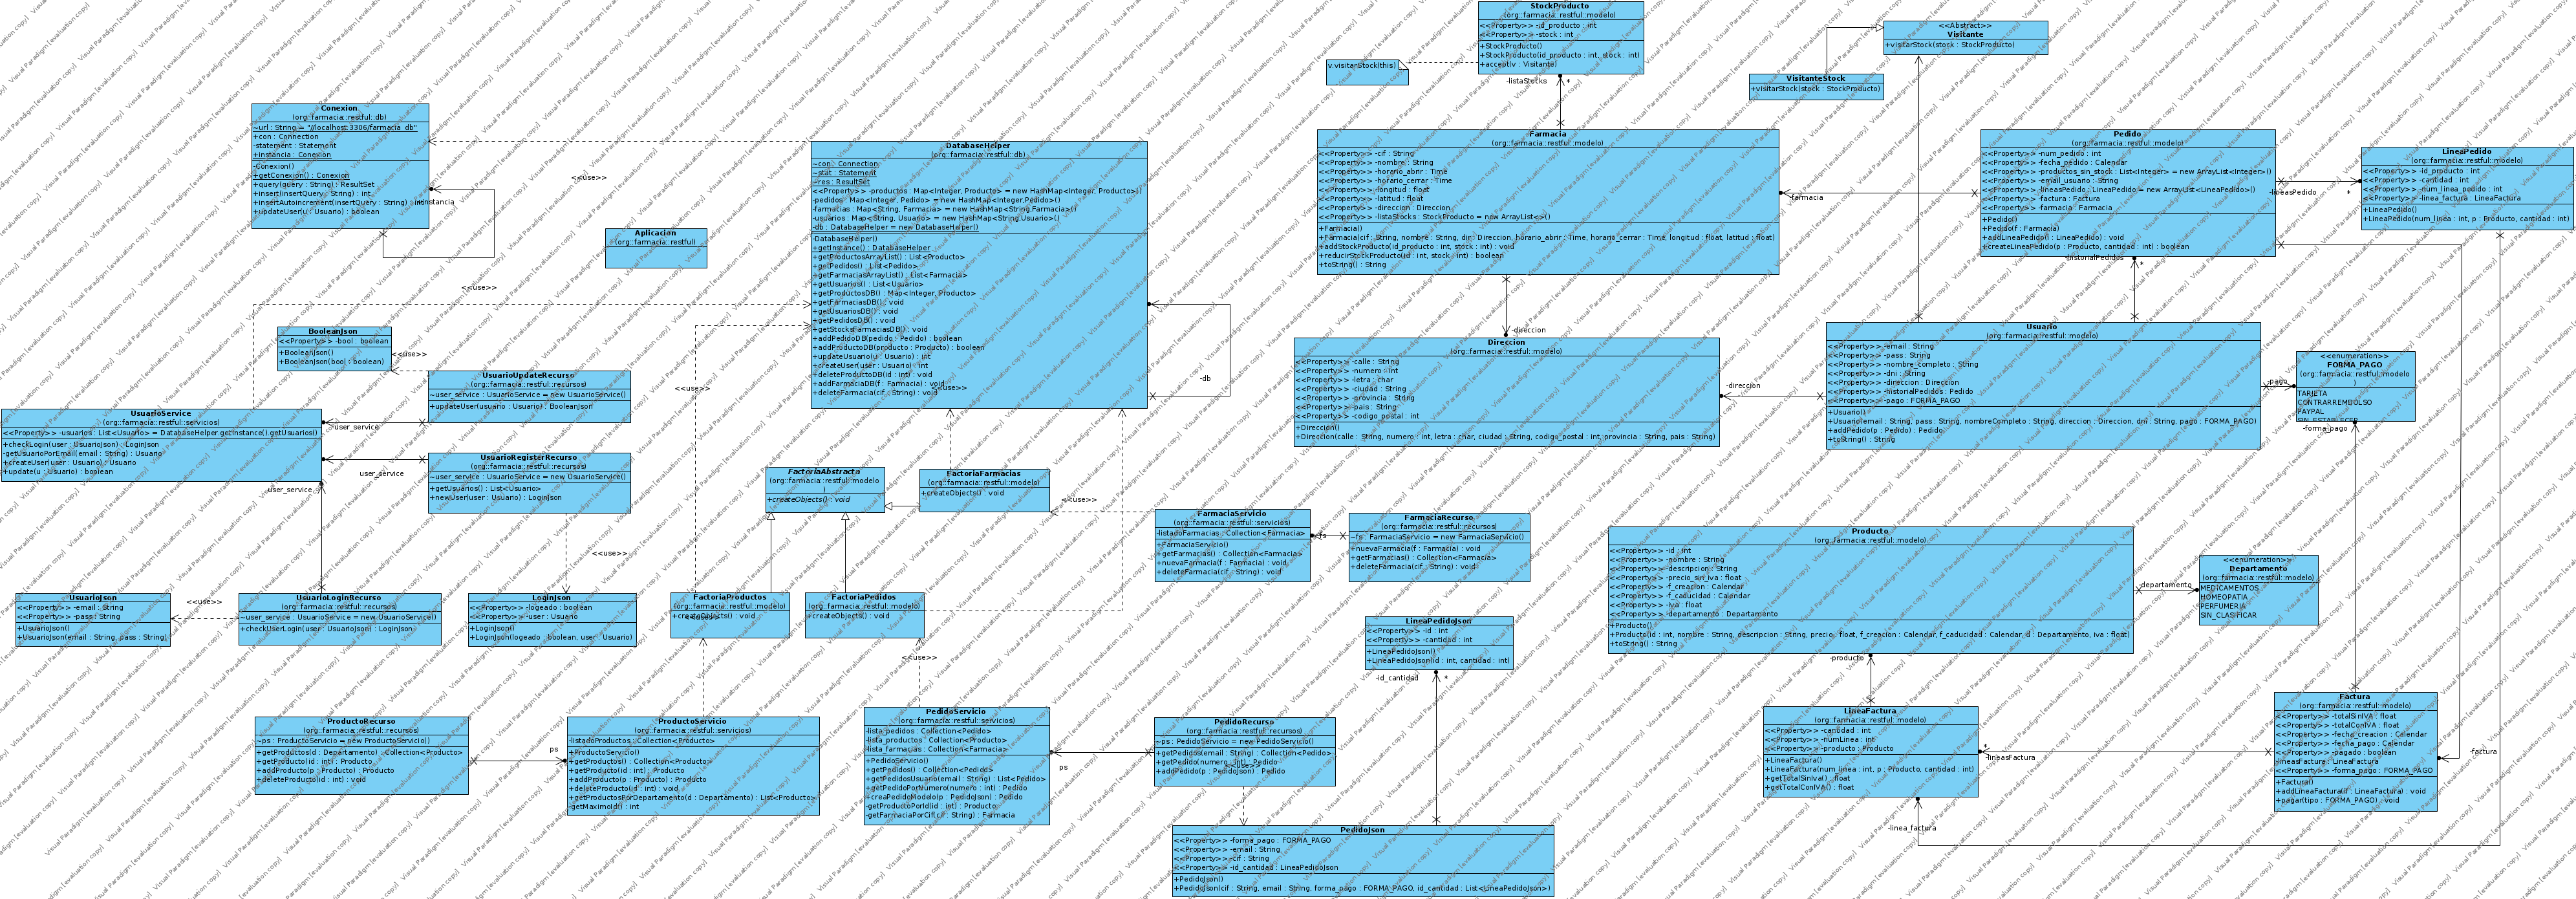 StockProducto
(org::farmacia::restful::modelo)
<<Property>> -id_producto : int
<<Property>> -stock : int
+StockProducto()
+StockProducto(id_producto : int, stock : int)
+accept(v : Visitante)
v.visitarStock(this)
-listaStocks
*
<<Abstract>>
Visitante
+visitarStock(stock : StockProducto)
VisitanteStock
+visitarStock(stock : StockProducto)
Conexion
(org::farmacia::restful::db)
~url : String = "//localhost:3306/farmacia_db"
+con : Connection
-statement : Statement
+instancia : Conexion
-Conexion()
+getConexion() : Conexion
+query(query : String) : ResultSet
+insert(insertQuery : String) : int
+insertAutoincrement(insertQuery : String) : int
+updateUser(u : Usuario) : boolean
+instancia
<<use>>
<<use>>
Aplicacion
(org::farmacia::restful)
DatabaseHelper
(org::farmacia::restful::db)
~con : Connection
~stat : Statement
~res : ResultSet
<<Property>> -productos : Map<Integer, Producto> = new HashMap<Integer, Producto>()
-pedidos : Map<Integer, Pedido> = new HashMap<Integer,Pedido>()
-farmacias : Map<String, Farmacia> = new HashMap<String,Farmacia>()
-usuarios : Map<String, Usuario> = new HashMap<String,Usuario>()
-db : DatabaseHelper = new DatabaseHelper()
-DatabaseHelper()
+getInstance() : DatabaseHelper
+getProductosArrayList() : List<Producto>
+getPedidos() : List<Pedido>
+getFarmaciasArrayList() : List<Farmacia>
+getUsuarios() : List<Usuario>
+getProductosDB() : Map<Integer, Producto>
+getFarmaciasDB() : void
+getUsuariosDB() : void
+getPedidosDB() : void
+getStocksFarmaciasDB() : void
+addPedidoDB(pedido : Pedido) : boolean
+addProductoDB(producto : Producto) : boolean
+updateUsuario(u : Usuario) : int
+createUser(user : Usuario) : int
+deleteProductoDB(id : int) : void
+addFarmaciaDB(f : Farmacia) : void
+deleteFarmacia(cif : String) : void
<<use>>
-db
Farmacia
(org::farmacia::restful::modelo)
<<Property>> -cif : String
<<Property>> -nombre : String
<<Property>> -horario_abrir : Time
<<Property>> -horario_cerrar : Time
<<Property>> -longitud : float
<<Property>> -latitud : float
<<Property>> -direccion : Direccion
<<Property>> -listaStocks : StockProducto = new ArrayList<>()
+Farmacia()
+Farmacia(cif : String, nombre : String, dir : Direccion, horario_abrir : Time, horario_cerrar : Time, longitud : float, latitud : float)
+addStockProducto(id_producto : int, stock : int) : void
+reducirStockProducto(id : int, stock : int) : boolean
+toString() : String
-farmacia
Pedido
(org::farmacia::restful::modelo)
<<Property>> -num_pedido : int
<<Property>> -fecha_pedido : Calendar
<<Property>> -productos_sin_stock : List<Integer> = new ArrayList<Integer>()
<<Property>> -email_usuario : String
<<Property>> -lineasPedido : LineaPedido = new ArrayList<LineaPedido>()
<<Property>> -factura : Factura
<<Property>> -farmacia : Farmacia
+Pedido()
+Pedido(f : Farmacia)
+addLineaPedido(l : LineaPedido) : void
-createLineaPedido(p : Producto, cantidad : int) : boolean
-lineasPedido
*
-historialPedidos
*
LineaPedido
(org::farmacia::restful::modelo)
<<Property>> -id_producto : int
<<Property>> -cantidad : int
<<Property>> -num_linea_pedido : int
<<Property>> -linea_factura : LineaFactura
+LineaPedido()
+LineaPedido(num_linea : int, p : Producto, cantidad : int)
BooleanJson
<<Property>> -bool : boolean
+BooleanJson()
+BooleanJson(bool : boolean)
<<use>>
UsuarioUpdateRecurso
(org::farmacia::restful::recursos)
~user_service : UsuarioService = new UsuarioService()
+updateUser(usuario : Usuario) : BooleanJson
UsuarioService
(org::farmacia::restful::servicios)
<<Property>> -usuarios : List<Usuario> = DatabaseHelper.getInstance().getUsuarios()
+checkLogin(user : UsuarioJson) : LoginJson
-getUsuarioPorEmail(email : String) : Usuario
+createUser(user : Usuario) : Usuario
+update(u : Usuario) : boolean
user_service
user_service
user_service
UsuarioRegisterRecurso
(org::farmacia::restful::recursos)
~user_service : UsuarioService = new UsuarioService()
+getUsuarios() : List<Usuario>
+newUser(user : Usuario) : LoginJson
<<use>>
<<use>>
<<use>>
Direccion
(org::farmacia::restful::modelo)
<<Property>> -calle : String
<<Property>> -numero : int
<<Property>> -letra : char
<<Property>> -ciudad : String
<<Property>> -provincia : String
<<Property>> -pais : String
<<Property>> -codigo_postal : int
+Direccion()
+Direccion(calle : String, numero : int, letra : char, ciudad : String, codigo_postal : int, provincia : String, pais : String)
-direccion
-direccion
Usuario
(org::farmacia::restful::modelo)
<<Property>> -email : String
<<Property>> -pass : String
<<Property>> -nombre_completo : String
<<Property>> -dni : String
<<Property>> -direccion : Direccion
<<Property>> -historialPedidos : Pedido
<<Property>> -pago : FORMA_PAGO
+Usuario()
+Usuario(email : String, pass : String, nombreCompleto : String, direccion : Direccion, dni : String, pago : FORMA_PAGO)
+addPedido(p : Pedido) : Pedido
+toString() : String
-pago
<<enumeration>>
FORMA_PAGO
(org::farmacia::restful::modelo
)
TARJETA
CONTRARREMBOLSO
PAYPAL
SIN_ESTABLECER
-forma_pago
FactoriaAbstracta
(org::farmacia::restful::modelo
)
+createObjects() : void
FactoriaFarmacias
(org::farmacia::restful::modelo)
+createObjects() : void
<<use>>
FarmaciaServicio
(org::farmacia::restful::servicios)
-listadoFarmacias : Collection<Farmacia>
+FarmaciaServicio()
+getFarmacias() : Collection<Farmacia>
+nuevaFarmacia(f : Farmacia) : void
+deleteFarmacia(cif : String) : void
fs
FarmaciaRecurso
(org::farmacia::restful::recursos)
~fs : FarmaciaServicio = new FarmaciaServicio()
+nuevaFarmacia(f : Farmacia) : void
+getFarmacias() : Collection<Farmacia>
+deleteFarmacia(cif : String) : void
Producto
(org::farmacia::restful::modelo)
<<Property>> -id : int
<<Property>> -nombre : String
<<Property>> -descripcion : String
<<Property>> -precio_sin_iva : float
<<Property>> -f_creacion : Calendar
<<Property>> -f_caducidad : Calendar
<<Property>> -iva : float
<<Property>> -departamento : Departamento
+Producto()
+Producto(id : int, nombre : String, descripcion : String, precio : float, f_creacion : Calendar, f_caducidad : Calendar, d : Departamento, iva : float)
+toString() : String
-departamento
<<enumeration>>
Departamento
(org::farmacia::restful::modelo)
MEDICAMENTOS
HOMEOPATIA
PERFUMERIA
SIN_CLASIFICAR
-producto
UsuarioJson
<<Property>> -email : String
<<Property>> -pass : String
+UsuarioJson()
+UsuarioJson(email : String, pass : String)
<<use>>
UsuarioLoginRecurso
(org::farmacia::restful::recursos)
~user_service : UsuarioService = new UsuarioService()
+checkUserLogin(user : UsuarioJson) : LoginJson
LoginJson
<<Property>> -logeado : boolean
<<Property>> -user : Usuario
+LoginJson()
+LoginJson(logeado : boolean, user : Usuario)
FactoriaProductos
(org::farmacia::restful::modelo)
+createObjects() : void
FactoriaPedidos
(org::farmacia::restful::modelo)
+createObjects() : void
<<use>>
LineaPedidoJson
<<Property>> -id : int
<<Property>> -cantidad : int
+LineaPedidoJson()
+LineaPedidoJson(id : int, cantidad : int)
-id_cantidad
*
ProductoRecurso
(org::farmacia::restful::recursos)
~ps : ProductoServicio = new ProductoServicio()
+getProductos(d : Departamento) : Collection<Producto>
+getProducto(id : int) : Producto
+addProducto(p : Producto) : Producto
+deleteProducto(id : int) : void
ps
ProductoServicio
(org::farmacia::restful::servicios)
-listadoProductos : Collection<Producto>
+ProductoServicio()
+getProductos() : Collection<Producto>
+getProducto(id : int) : Producto
+addProducto(p : Producto) : Producto
+deleteProducto(id : int) : void
+getProductosPorDepartamento(d : Departamento) : List<Producto>
-getMaximoId() : int
PedidoServicio
(org::farmacia::restful::servicios)
-lista_pedidos : Collection<Pedido>
-lista_productos : Collection<Producto>
-lista_farmacias : Collection<Farmacia>
+PedidoServicio()
+getPedidos() : Collection<Pedido>
+getPedidosUsuario(email : String) : List<Pedido>
+getPedidoPorNumero(numero : int) : Pedido
+creaPedidoModelo(p : PedidoJson) : Pedido
-getProductoPorId(id : int) : Producto
-getFarmaciaPorCif(cif : String) : Farmacia
ps
PedidoRecurso
(org::farmacia::restful::recursos)
~ps : PedidoServicio = new PedidoServicio()
+getPedidos(email : String) : Collection<Pedido>
+getPedido(numero : int) : Pedido
+addPedido(p : PedidoJson) : Pedido
<<use>>
PedidoJson
<<Property>> -forma_pago : FORMA_PAGO
<<Property>> -email : String
<<Property>> -cif : String
<<Property>> -id_cantidad : LineaPedidoJson
+PedidoJson()
+PedidoJson(cif : String, email : String, forma_pago : FORMA_PAGO, id_cantidad : List<LineaPedidoJson>)
LineaFactura
(org::farmacia::restful::modelo)
<<Property>> -cantidad : int
<<Property>> -numLinea : int
<<Property>> -producto : Producto
+LineaFactura()
+LineaFactura(num_linea : int, p : Producto, cantidad : int)
+getTotalSinIva() : float
+getTotalConIVA() : float
*
-lineasFactura
-linea_factura
Factura
(org::farmacia::restful::modelo)
<<Property>> -totalSinIVA : float
<<Property>> -totalConIVA : float
<<Property>> -fecha_creacion : Calendar
<<Property>> -fecha_pago : Calendar
<<Property>> -pagado : boolean
-lineasFactura : LineaFactura
<<Property>> -forma_pago : FORMA_PAGO
+Factura()
+addLineaFactura(lf : LineaFactura) : void
+pagar(tipo : FORMA_PAGO) : void
-factura
Visual Paradigm [evaluation copy]